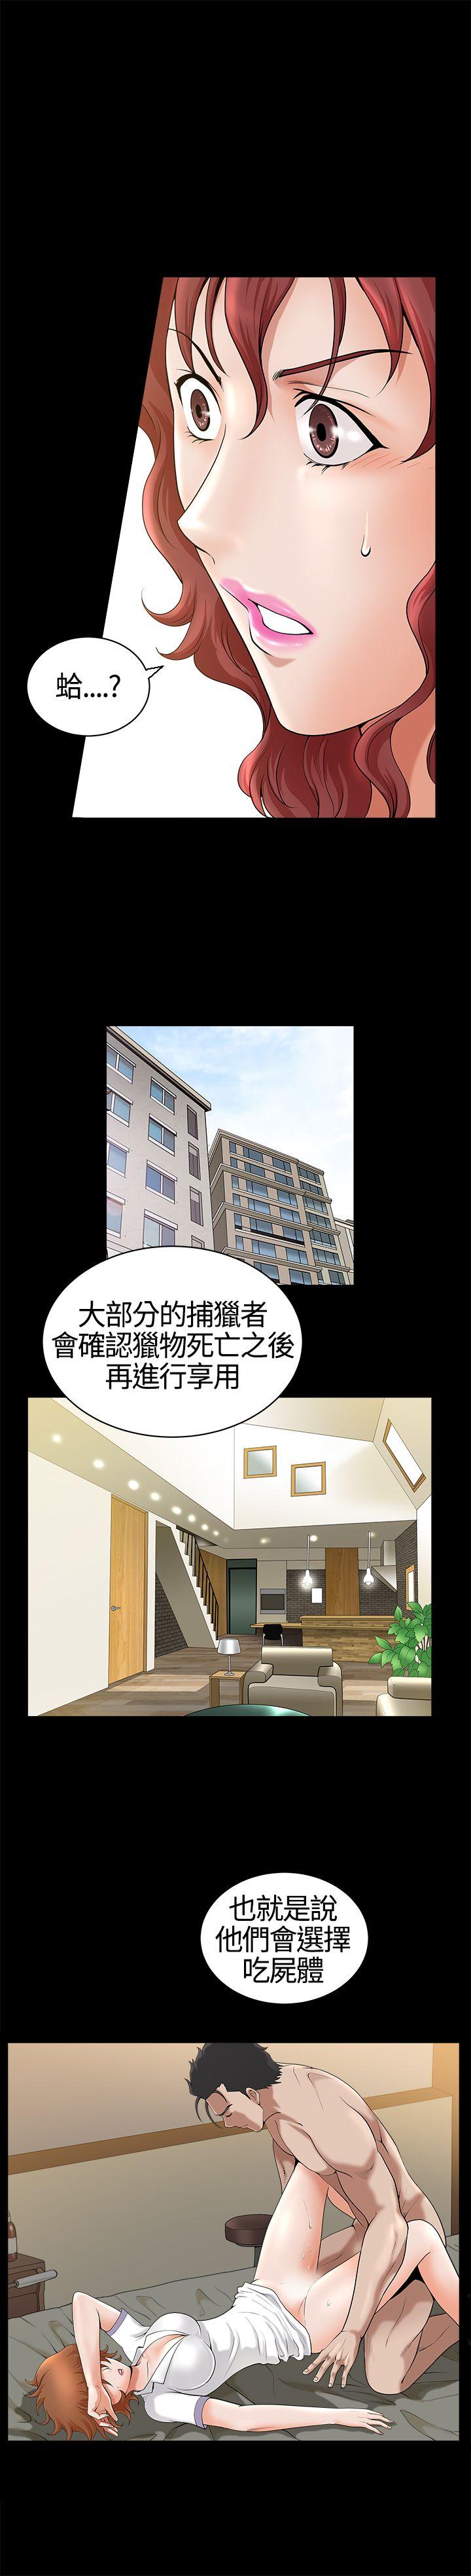 蛤....?
大部分的捕獵者
會確認獵物死亡之後
再進行享用
也就是說
他們會選擇
吃屍體